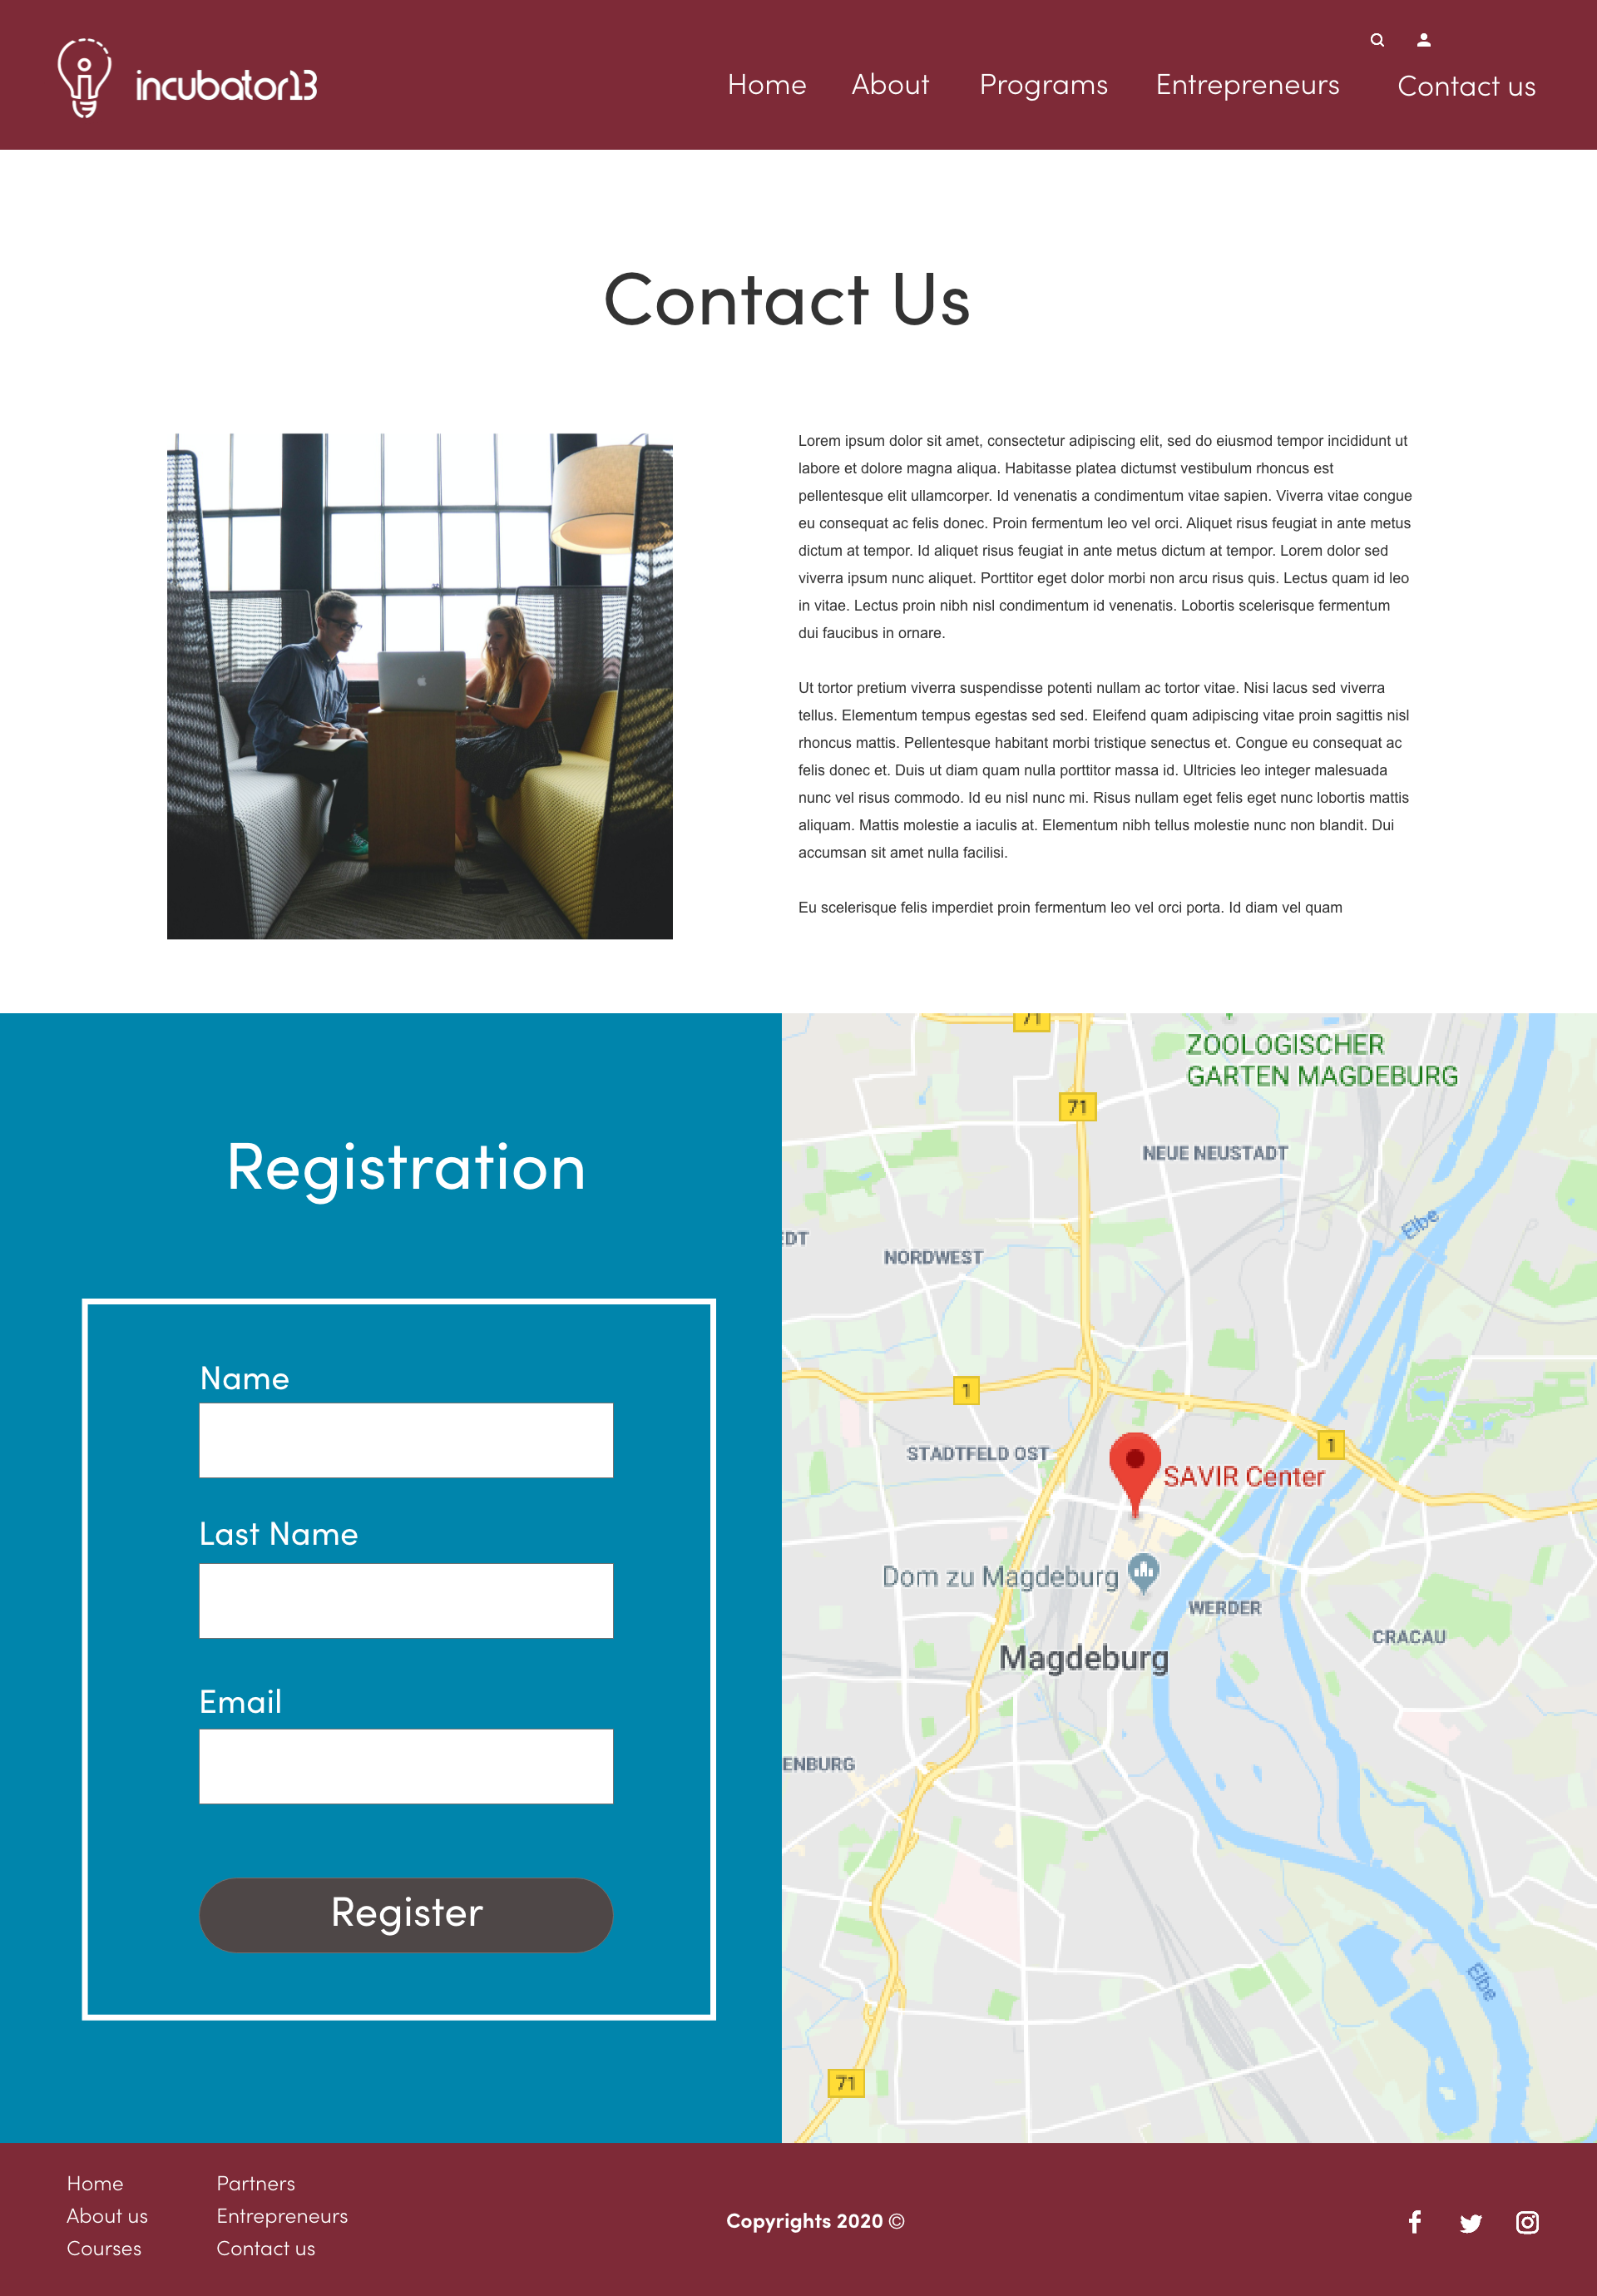 incubator13
Home About Programs Entrepreneurs Contact us
Contact Us
Lorem ipsum dolor sit amet, consectetur adipiscing elit, sed do eiusmod tempor incididunt ut
labore et dolore magna aliqua. Habitasse platea dictumst vestibulum rhoncus est
pellentesque elit ullamcorper. Id venenatis a condimentum vitae sapien. Viverra vitae congue
eu consequat ac felis donec. Proin fermentum leo vel orci. Aliquet risus feugiat in ante metus
dictum at tempor. Id aliquet risus feugiat in ante metus dictum at tempor. Lorem dolor sed
viverra ipsum nunc aliquet. Porttitor eget dolor morbi non arcu risus quis. Lectus quam id leo
in vitae. Lectus proin nibh nisl condimentum id venenatis. Lobortis scelerisque fermentum
dui faucibus in ornare.
Ut tortor pretium viverra suspendisse potenti nullam ac tortor vitae. Nisi lacus sed viverra
tellus. Elementum tempus egestas sed sed. Eleifend quam adipiscing vitae proin sagittis nisl
rhoncus mattis. Pellentesque habitant morbi tristique senectus et. Congue eu consequat ac
felis donec et. Duis ut diam quam nulla porttitor massa id. Ultricies leo integer malesuada
nunc vel risus commodo. Id eu nisl nunc mi. Risus nullam eget felis eget nunc lobortis mattis
aliquam. Mattis molestie a iaculis at. Elementum nibh tellus molestie nunc non blandit. Dui
accumsan sit amet nulla facilisi.
Eu scelerisque felis imperdiet proin fermentum leo vel orci porta. Id diam vel quam
Registration
Name
Last Name
Email
Register
71
ZOOLOGISCHER
GARTEN MAGDEBURG
71
NEUE NEUSTADT
Elbe
EDT
NORDWEST
1
1
STADTFELD OST
SAVIR Center
Dom zu Magdeburg
WERDER
CRACAU
Magdeburg
ENBURG
Elbe
71
Home
About us
Courses
Partners
Entrepreneurs
Contact us
Copyrights 2020 ©